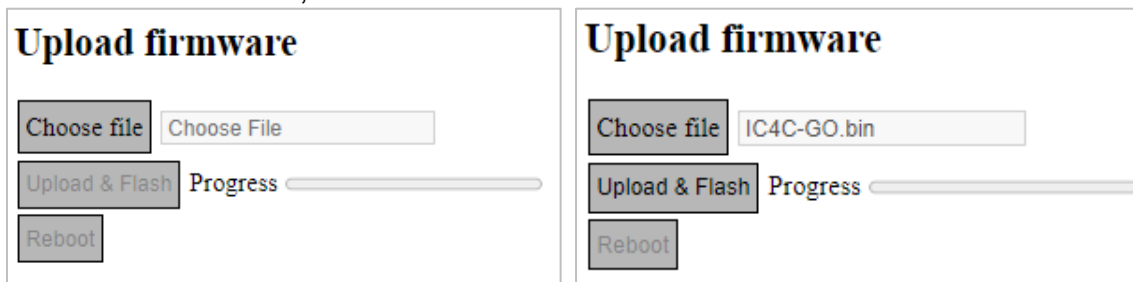 Upload firmware
Choose file Choose File
Upload & Flash Progress
Reboot
Upload firmware
Choose file IC4C-GO.bin
Upload & Flash Progress
Reboot